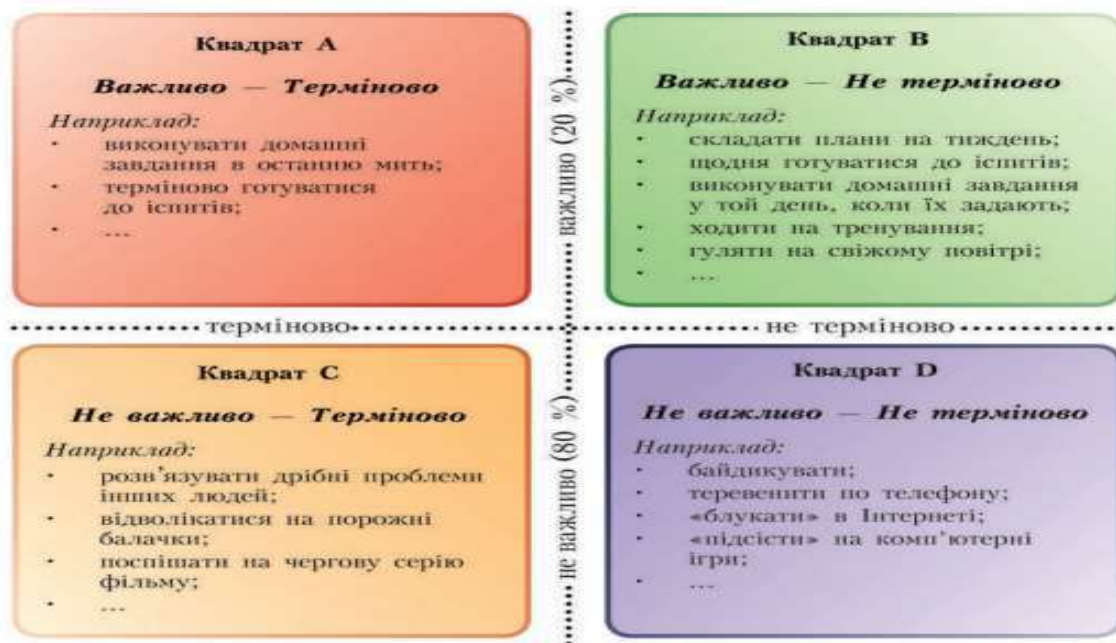 Квадрат A
Важливо — Терміново
Наприклад:
• виконувати домашні
завдання в останню мить;
• терміново готуватися
до іспитів;
• ...
Квадрат B
Важливо — Не терміново
Наприклад:
• складати плани на тиждень;
• щодня готуватися до іспитів;
• виконувати домашні завдання
у той день, коли їх задають;
• ходити на тренування;
• гуляти на свіжому повітрі;
• ...
важливо (20 %)
терміново
не терміново
Квадрат C
Не важливо — Терміново
Наприклад:
• розв’язувати дрібні проблеми
інших людей;
• відволікатися на порожні
балачки;
• поспішати на чергову серію
фільму;
• ...
не важливо (80 %)
Квадрат D
Не важливо — Не терміново
Наприклад:
• байдикувати;
• теревенити по телефону;
• «блукати» в Інтернеті;
• «підсісти» на комп’ютерні
ігри;
• ...